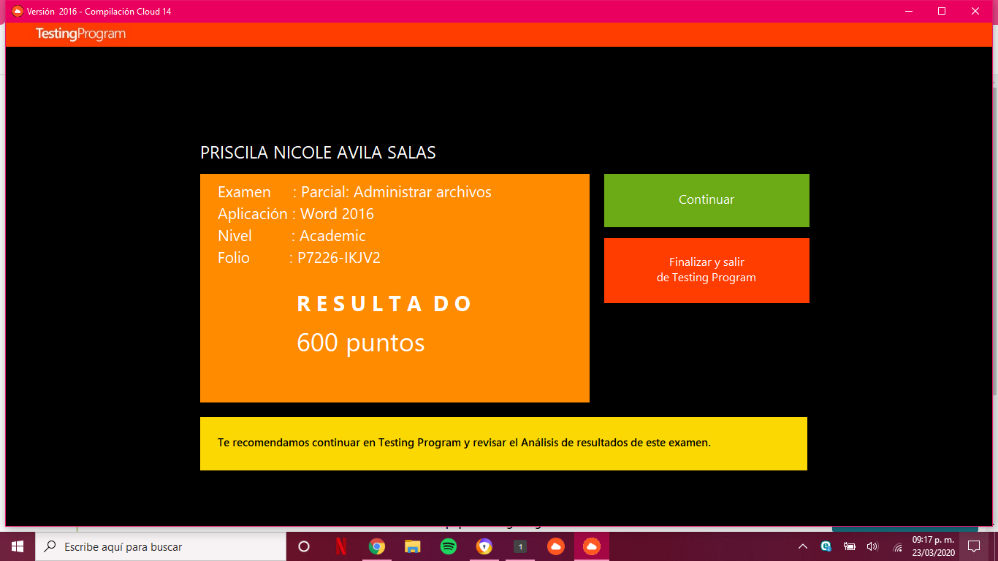 Versión 2016 - Compilación Cloud 14
TestingProgram
PRISCILA NICOLE AVILA SALAS
Examen : Parcial: Administrar archivos
Aplicación : Word 2016
Nivel : Academic
Folio : P7226-IKJV2
RESULTADO
600 puntos
Continuar
Finalizar y salir
de Testing Program
Te recomendamos continuar en Testing Program y revisar el Análisis de resultados de este examen.
Escribe aquí para buscar
1
09:17 p. m.
23/03/2020